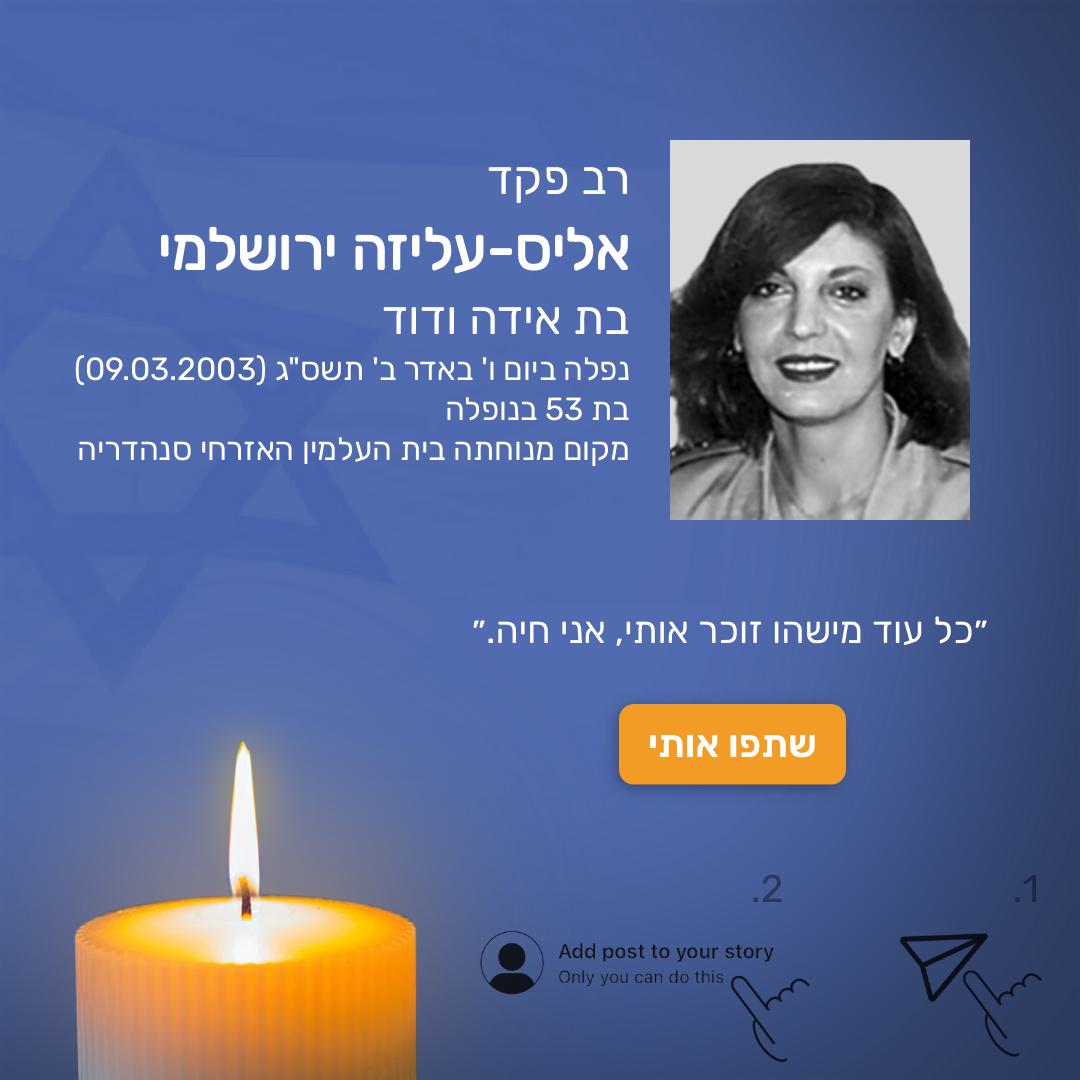 רב פקד
אליס-עליזה ירושלמי
בת אידה ודוד
נפלה ביום ו' באדר ב' תשס"ג (09.03.2003)
בת 53 בנופלה
מקום מנוחתה בית העלמין האזרחי סנהדריה
״כל עוד מישהו זוכר אותי, אני חיה.״
שתפו אותי
1.
2.
Add post to your story
Only you can do this